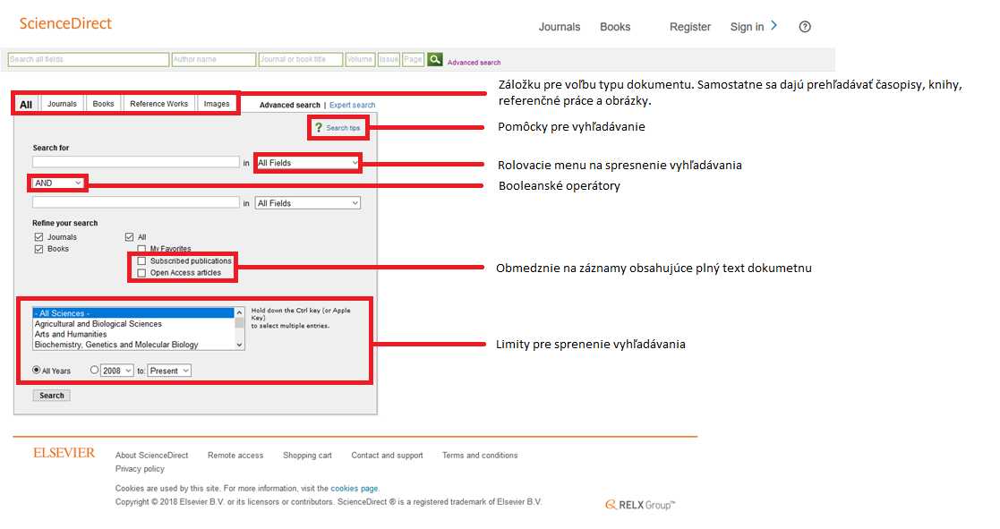 ScienceDirect
Journals Books Register Sign in ?
Search all fields Author name Journal or book title Volume Issue Page Advanced search
Záložku pre voľbu typu dokumentu. Samostatne sa dajú prehľadávať časopisy, knihy,
referenčné práce a obrázky.
All Journals Books Reference Works Images Advanced search | Expert search
? Search tips
Pomôcky pre vyhľadávanie
Search for
in All Fields
Rolovacie menu na spresnenie vyhľadávania
AND
Booleanské operátory
in All Fields
Refine your search
Journals All
Books My Favorites
Subscribed publications
Open Access articles
Obmedznie na záznamy obsahujúce plný text dokumetnu
- All Sciences -
Agricultural and Biological Sciences
Arts and Humanities
Biochemistry, Genetics and Molecular Biology
Hold down the Ctrl key (or Apple
Key)
to select multiple entries.
Limity pre sprenenie vyhľadávania
All Years 2008 to: Present
Search
ELSEVIER
About ScienceDirect Remote access Shopping cart Contact and support Terms and conditions
Privacy policy
Cookies are used by this site. For more information, visit the cookies page.
Copyright © 2018 Elsevier B.V. or its licensors or contributors. ScienceDirect ® is a registered trademark of Elsevier B.V.
RELX Group™